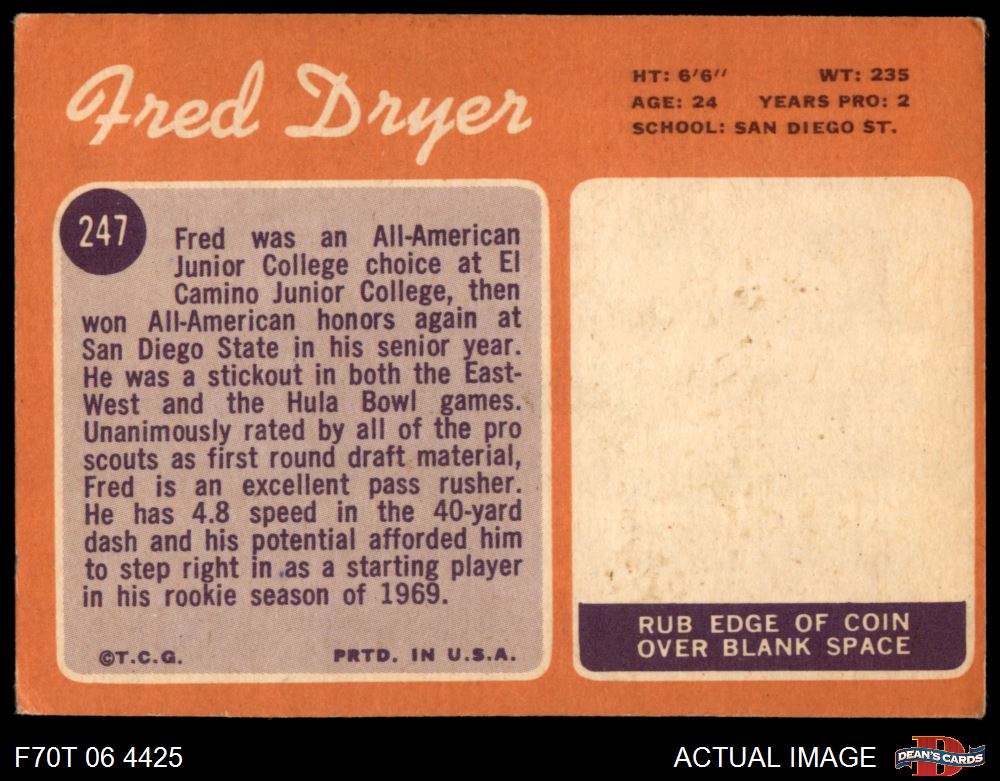 Fred Dryer
HT: 6'6" WT: 235
AGE: 24 YEARS PRO: 2
SCHOOL: SAN DIEGO ST.
247
Fred was an All-American
Junior College choice at El
Camino Junior College, then
won All-American honors again at
San Diego State in his senior year.
He was a stickout in both the East-
West and the Hula Bowl games.
Unanimously rated by all of the pro
scouts as first round draft material,
Fred is an excellent pass rusher.
He has 4.8 speed in the 40-yard
dash and his potential afforded him
to step right in as a starting player
in his rookie season of 1969.
©T.C.G. PRTD. IN U.S.A.
RUB EDGE OF COIN
OVER BLANK SPACE
F70T 06 4425
ACTUAL IMAGE
D
DEAN'S CARDS